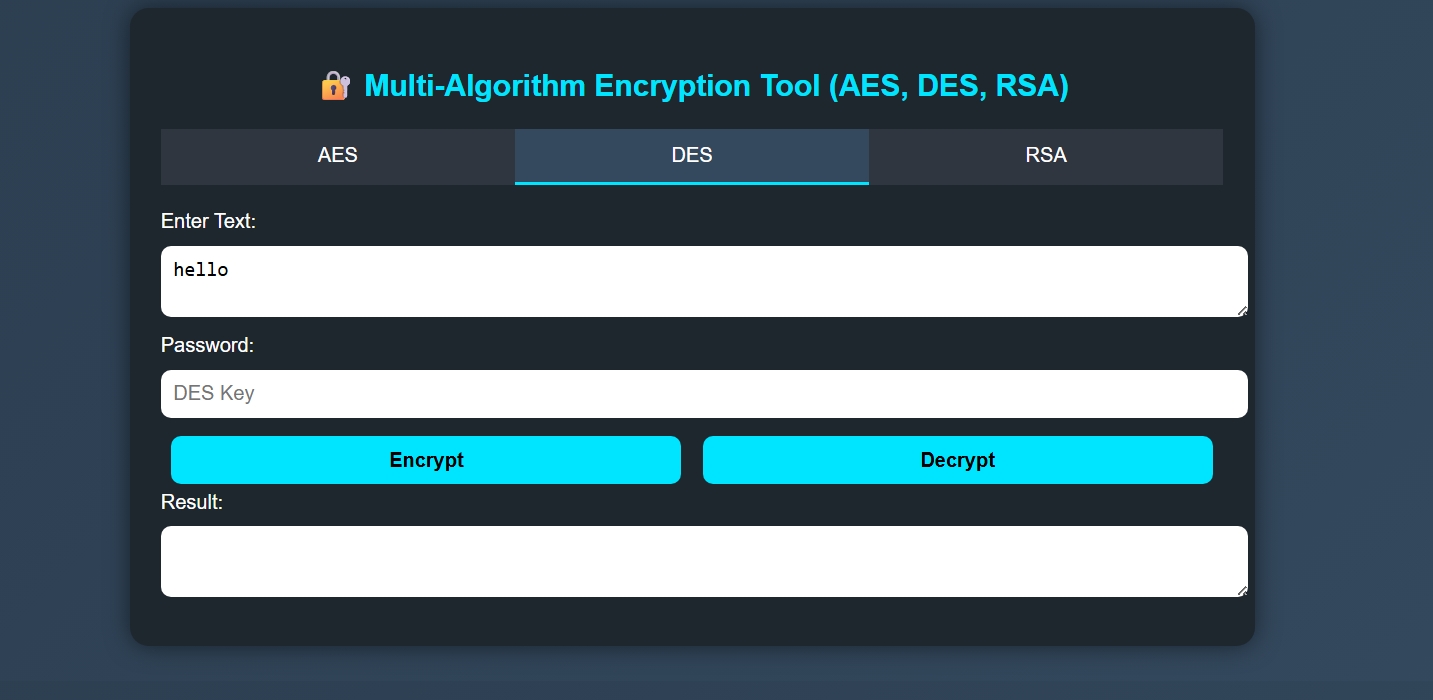 🔐 Multi-Algorithm Encryption Tool (AES, DES, RSA)
AES DES RSA
Enter Text:
hello
Password:
DES Key
Encrypt Decrypt
Result: